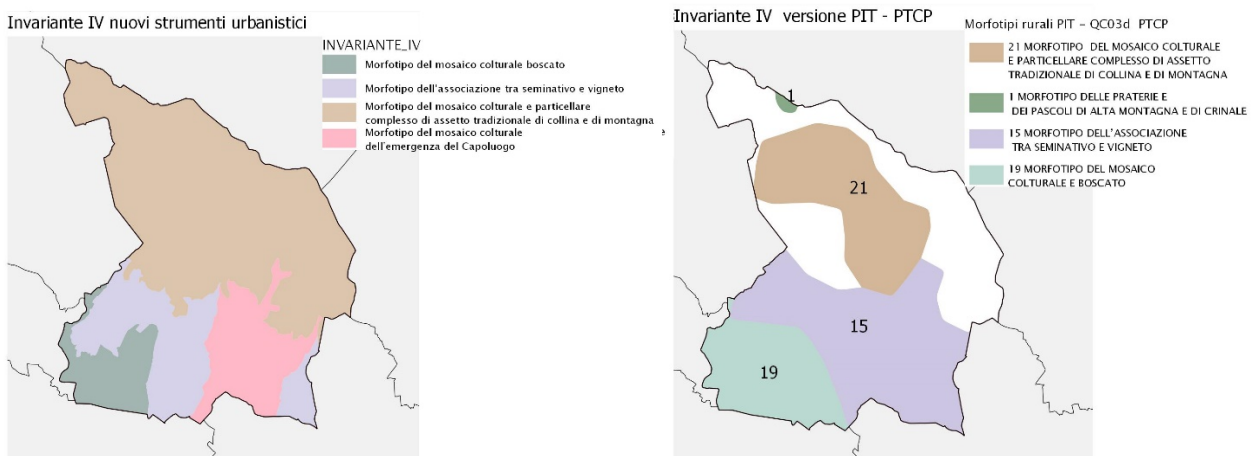 Invariante IV nuovi strumenti urbanistici
INVARIANTE_IV
Morfotipo del mosaico colturale boscato
Morfotipo dell'associazione tra seminativo e vigneto
Morfotipo del mosaico colturale e particellare
complesso di assetto tradizionale di collina e di montagna
Morfotipo del mosaico colturale
dell'emergenza del Capoluogo
e
Invariante IV versione PIT - PTCP
Morfotipi rurali PIT - QC03d PTCP
21 MORFOTIPO DEL MOSAICO COLTURALE
E PARTICELLARE COMPLESSO DI ASSETTO
TRADIZIONALE DI COLLINA E DI MONTAGNA
1 MORFOTIPO DELLE PRATERIE E
DEI PASCOLI DI ALTA MONTAGNA E DI CRINALE
15 MORFOTIPO DELL'ASSOCIAZIONE
TRA SEMINATIVO E VIGNETO
19 MORFOTIPO DEL MOSAICO
COLTURALE E BOSCATO
1
21
15
19